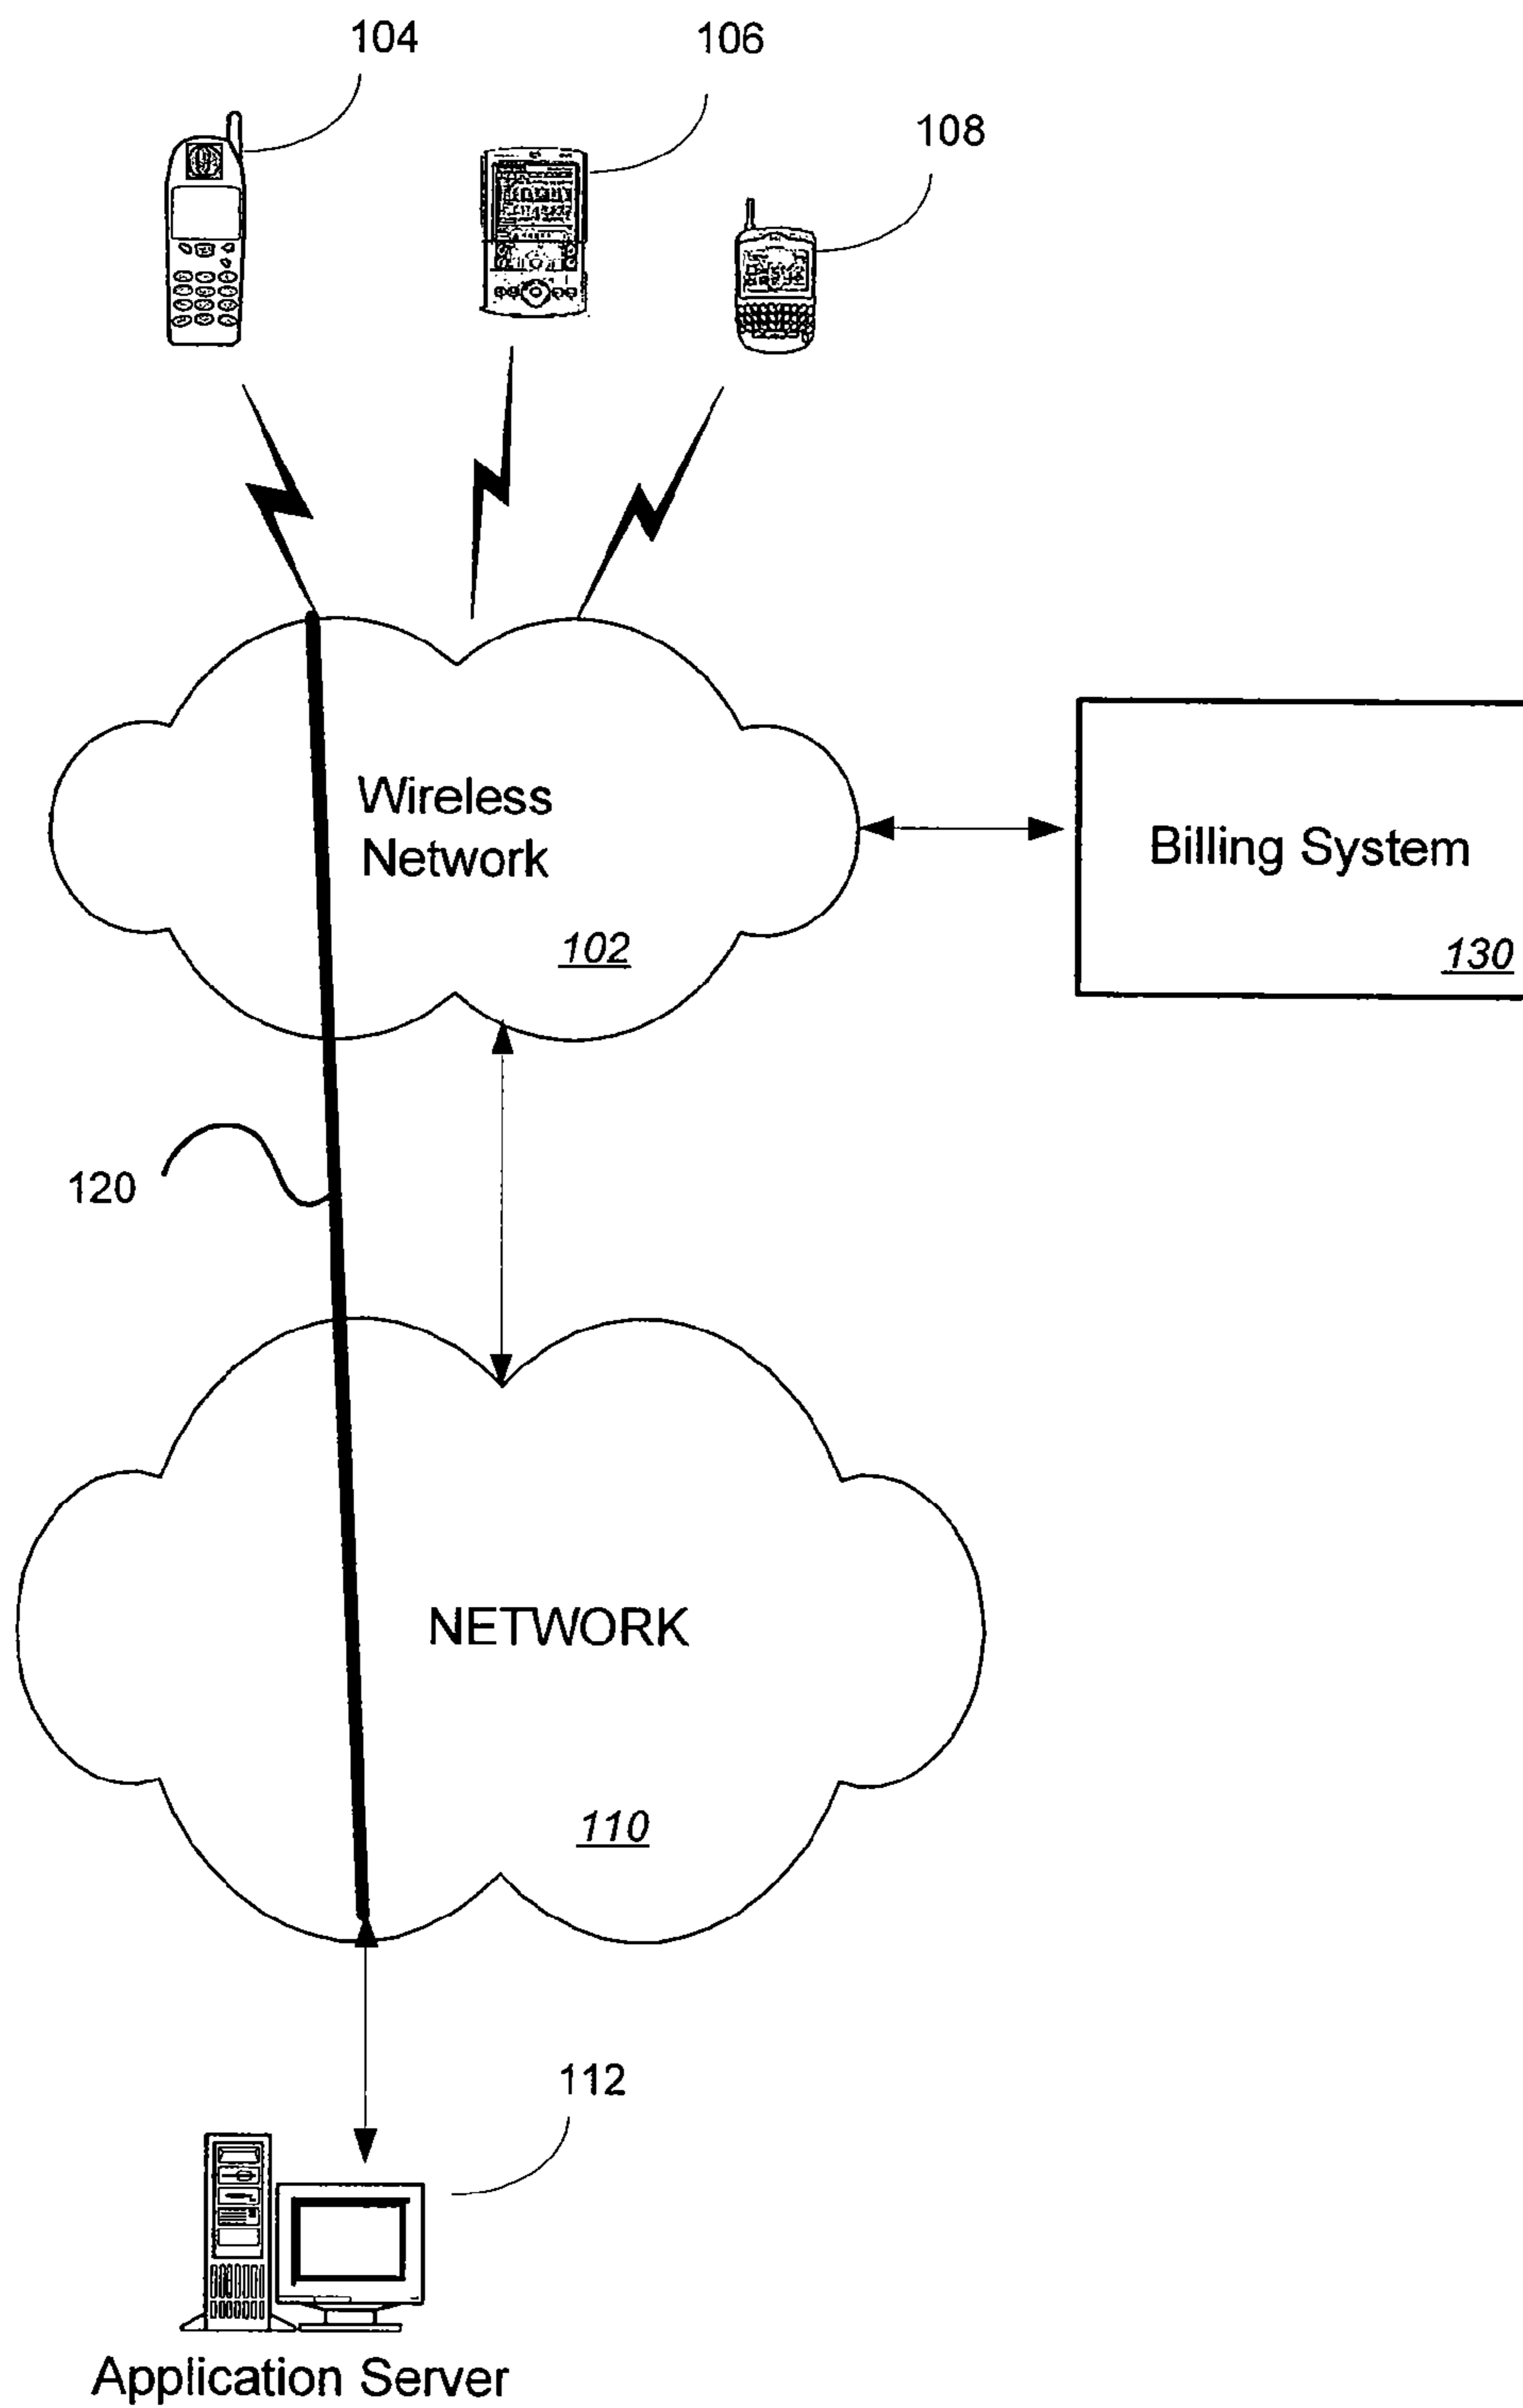 104
106
108
Wireless
Network
102
Billing System
130
120
NETWORK
110
112
Application Server